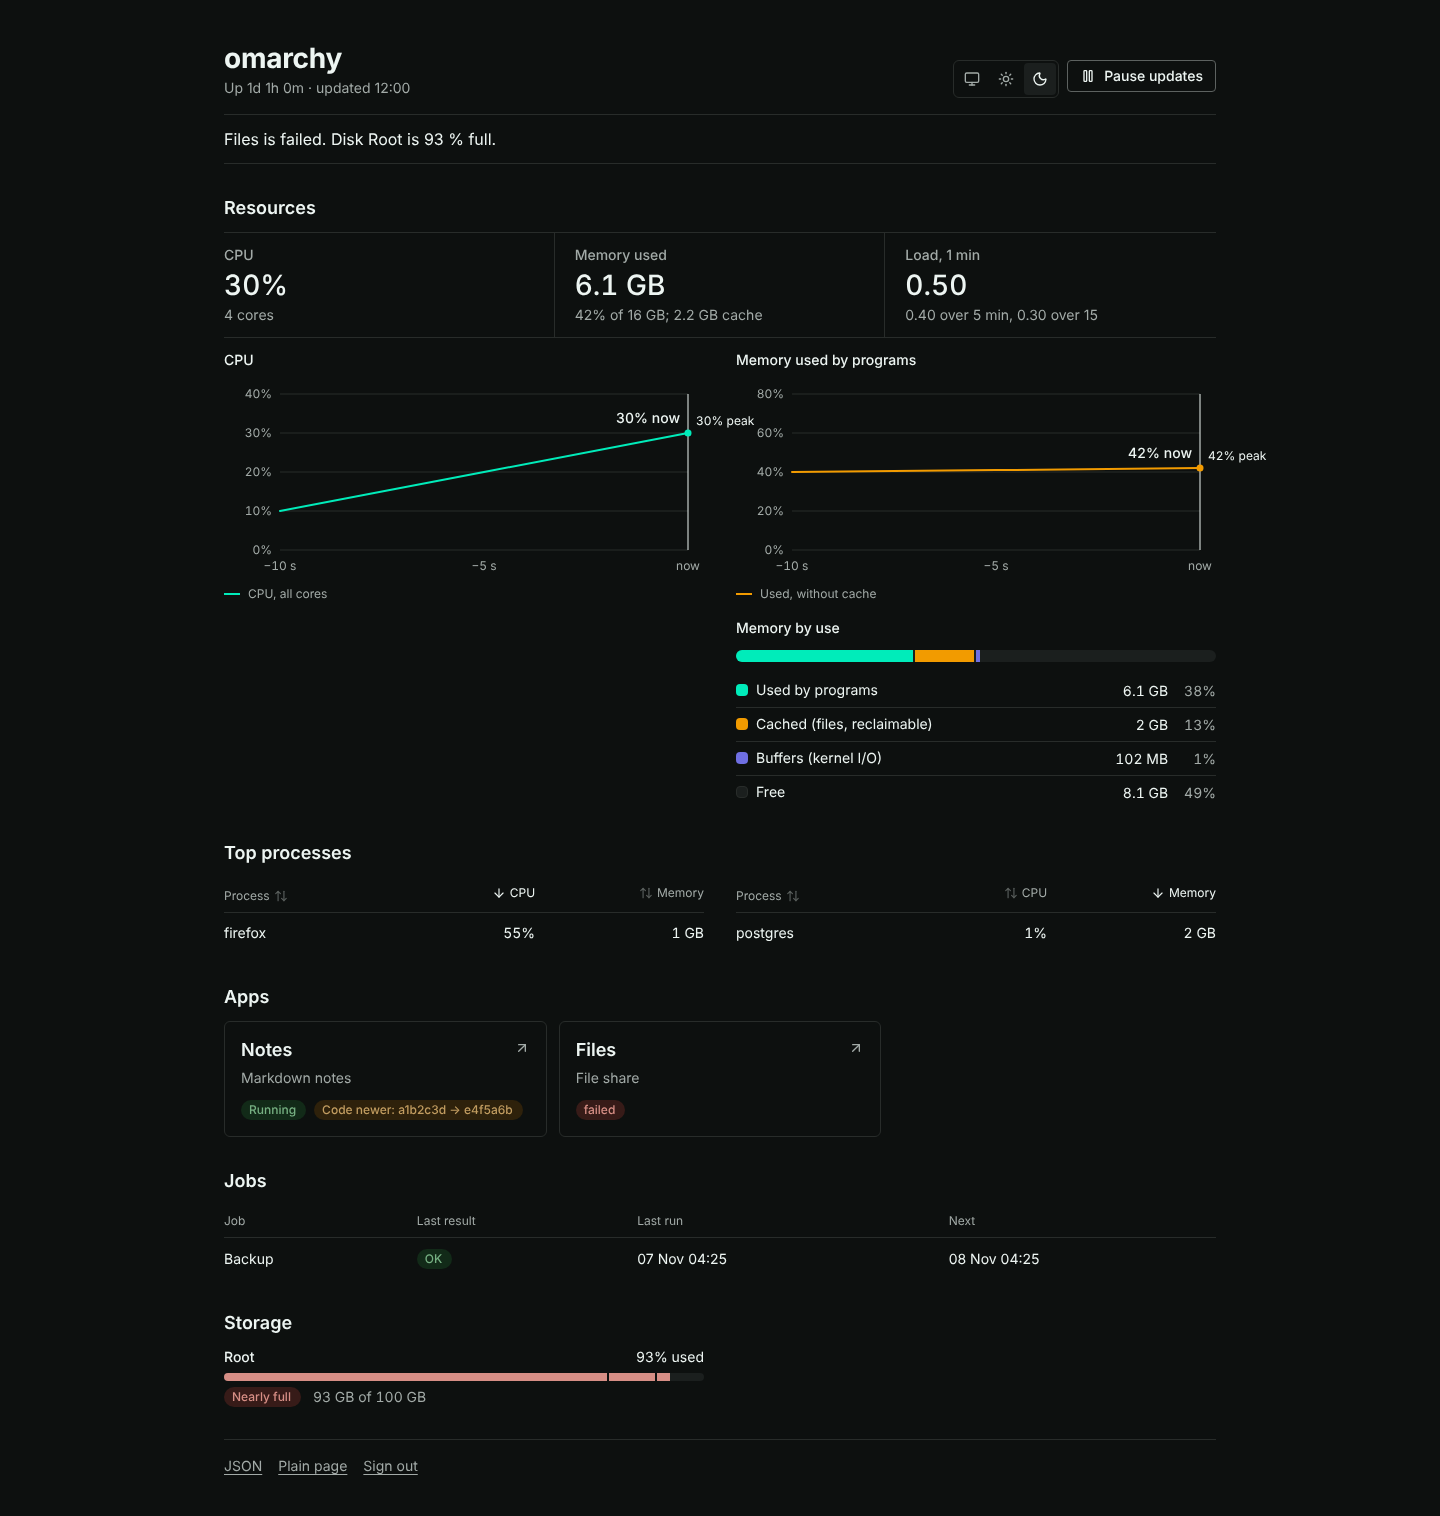 omarchy
Up 1d 1h 0m · updated 12:00
Pause updates
Files is failed. Disk Root is 93 % full.
Resources
CPU
30%
4 cores
Memory used
6.1 GB
42% of 16 GB; 2.2 GB cache
Load, 1 min
0.50
0.40 over 5 min, 0.30 over 15
CPU
40%
30%
20%
10%
0%
30% now
30% peak
−10 s
−5 s
now
CPU, all cores
Memory used by programs
80%
60%
40%
20%
0%
42% now
42% peak
−10 s
−5 s
now
Used, without cache
Memory by use
Used by programs 6.1 GB 38%
Cached (files, reclaimable) 2 GB 13%
Buffers (kernel I/O) 102 MB 1%
Free 8.1 GB 49%
Top processes
Process CPU Memory
firefox 55% 1 GB
Process CPU Memory
postgres 1% 2 GB
Apps
Notes
Markdown notes
Running Code newer: a1b2c3d → e4f5a6b
Files
File share
failed
Jobs
Job Last result Last run Next
Backup OK 07 Nov 04:25 08 Nov 04:25
Storage
Root 93% used
Nearly full 93 GB of 100 GB
JSON Plain page Sign out